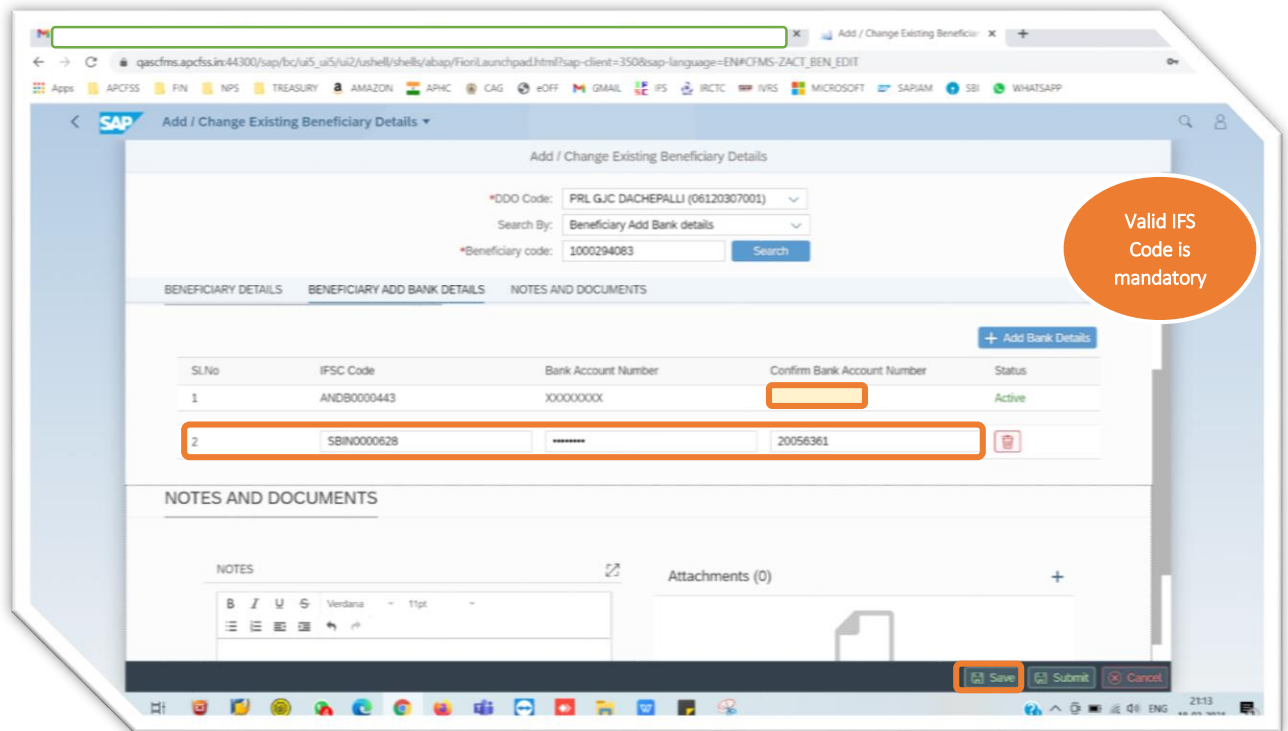 Add / Change Existing Beneficiar
qascfms.apcfss.in:44300/sap/bc/ui5_ui5/ui2/ushell/shells/abap/FioriLaunchpad.html?sap-client=350&sap-language=EN#CFMS-ZACT_BEN_EDIT
Apps APCFSS FIN NPS TREASURY AMAZON APHC CAG eOFF GMAIL IFS IRCTC IVRS MICROSOFT SAPJAM SBI WHATSAPP
SAP Add / Change Existing Beneficiary Details
Add / Change Existing Beneficiary Details
*DDO Code: PRL GJC DACHEPALLI (06120307001)
Search By: Beneficiary Add Bank details
*Beneficiary code: 1000294083 Search
Valid IFS
Code is
mandatory
BENEFICIARY DETAILS BENEFICIARY ADD BANK DETAILS NOTES AND DOCUMENTS
+ Add Bank Details
Sl.No IFSC Code Bank Account Number Confirm Bank Account Number Status
1 ANDB0000443 XXXXXXXX Active
2 SBIN0000628 •••••••• 20056361
NOTES AND DOCUMENTS
NOTES
Attachments (0)
B I U S Verdana 11pt
Save Submit Cancel
ENG 21:13